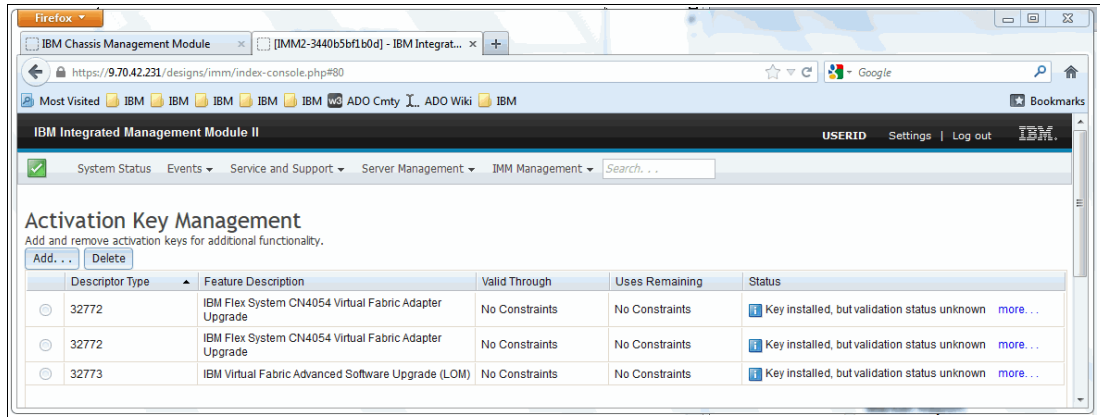 Firefox
IBM Chassis Management Module × [IMM2-3440b5bf1b0d] - IBM Integrat... × +
https://9.70.42.231/designs/imm/index-console.php#80 Google
Most Visited IBM IBM IBM IBM IBM w3 ADO Cmty ADO Wiki IBM Bookmarks
IBM Integrated Management Module II USERID Settings | Log out IBM.
System Status Events Service and Support Server Management IMM Management Search. . .
Activation Key Management
Add and remove activation keys for additional functionality.
Add. . . Delete
Descriptor Type Feature Description Valid Through Uses Remaining Status
32772 IBM Flex System CN4054 Virtual Fabric Adapter Upgrade No Constraints No Constraints Key installed, but validation status unknown more. . .
32772 IBM Flex System CN4054 Virtual Fabric Adapter Upgrade No Constraints No Constraints Key installed, but validation status unknown more. . .
32773 IBM Virtual Fabric Advanced Software Upgrade (LOM) No Constraints No Constraints Key installed, but validation status unknown more. . .